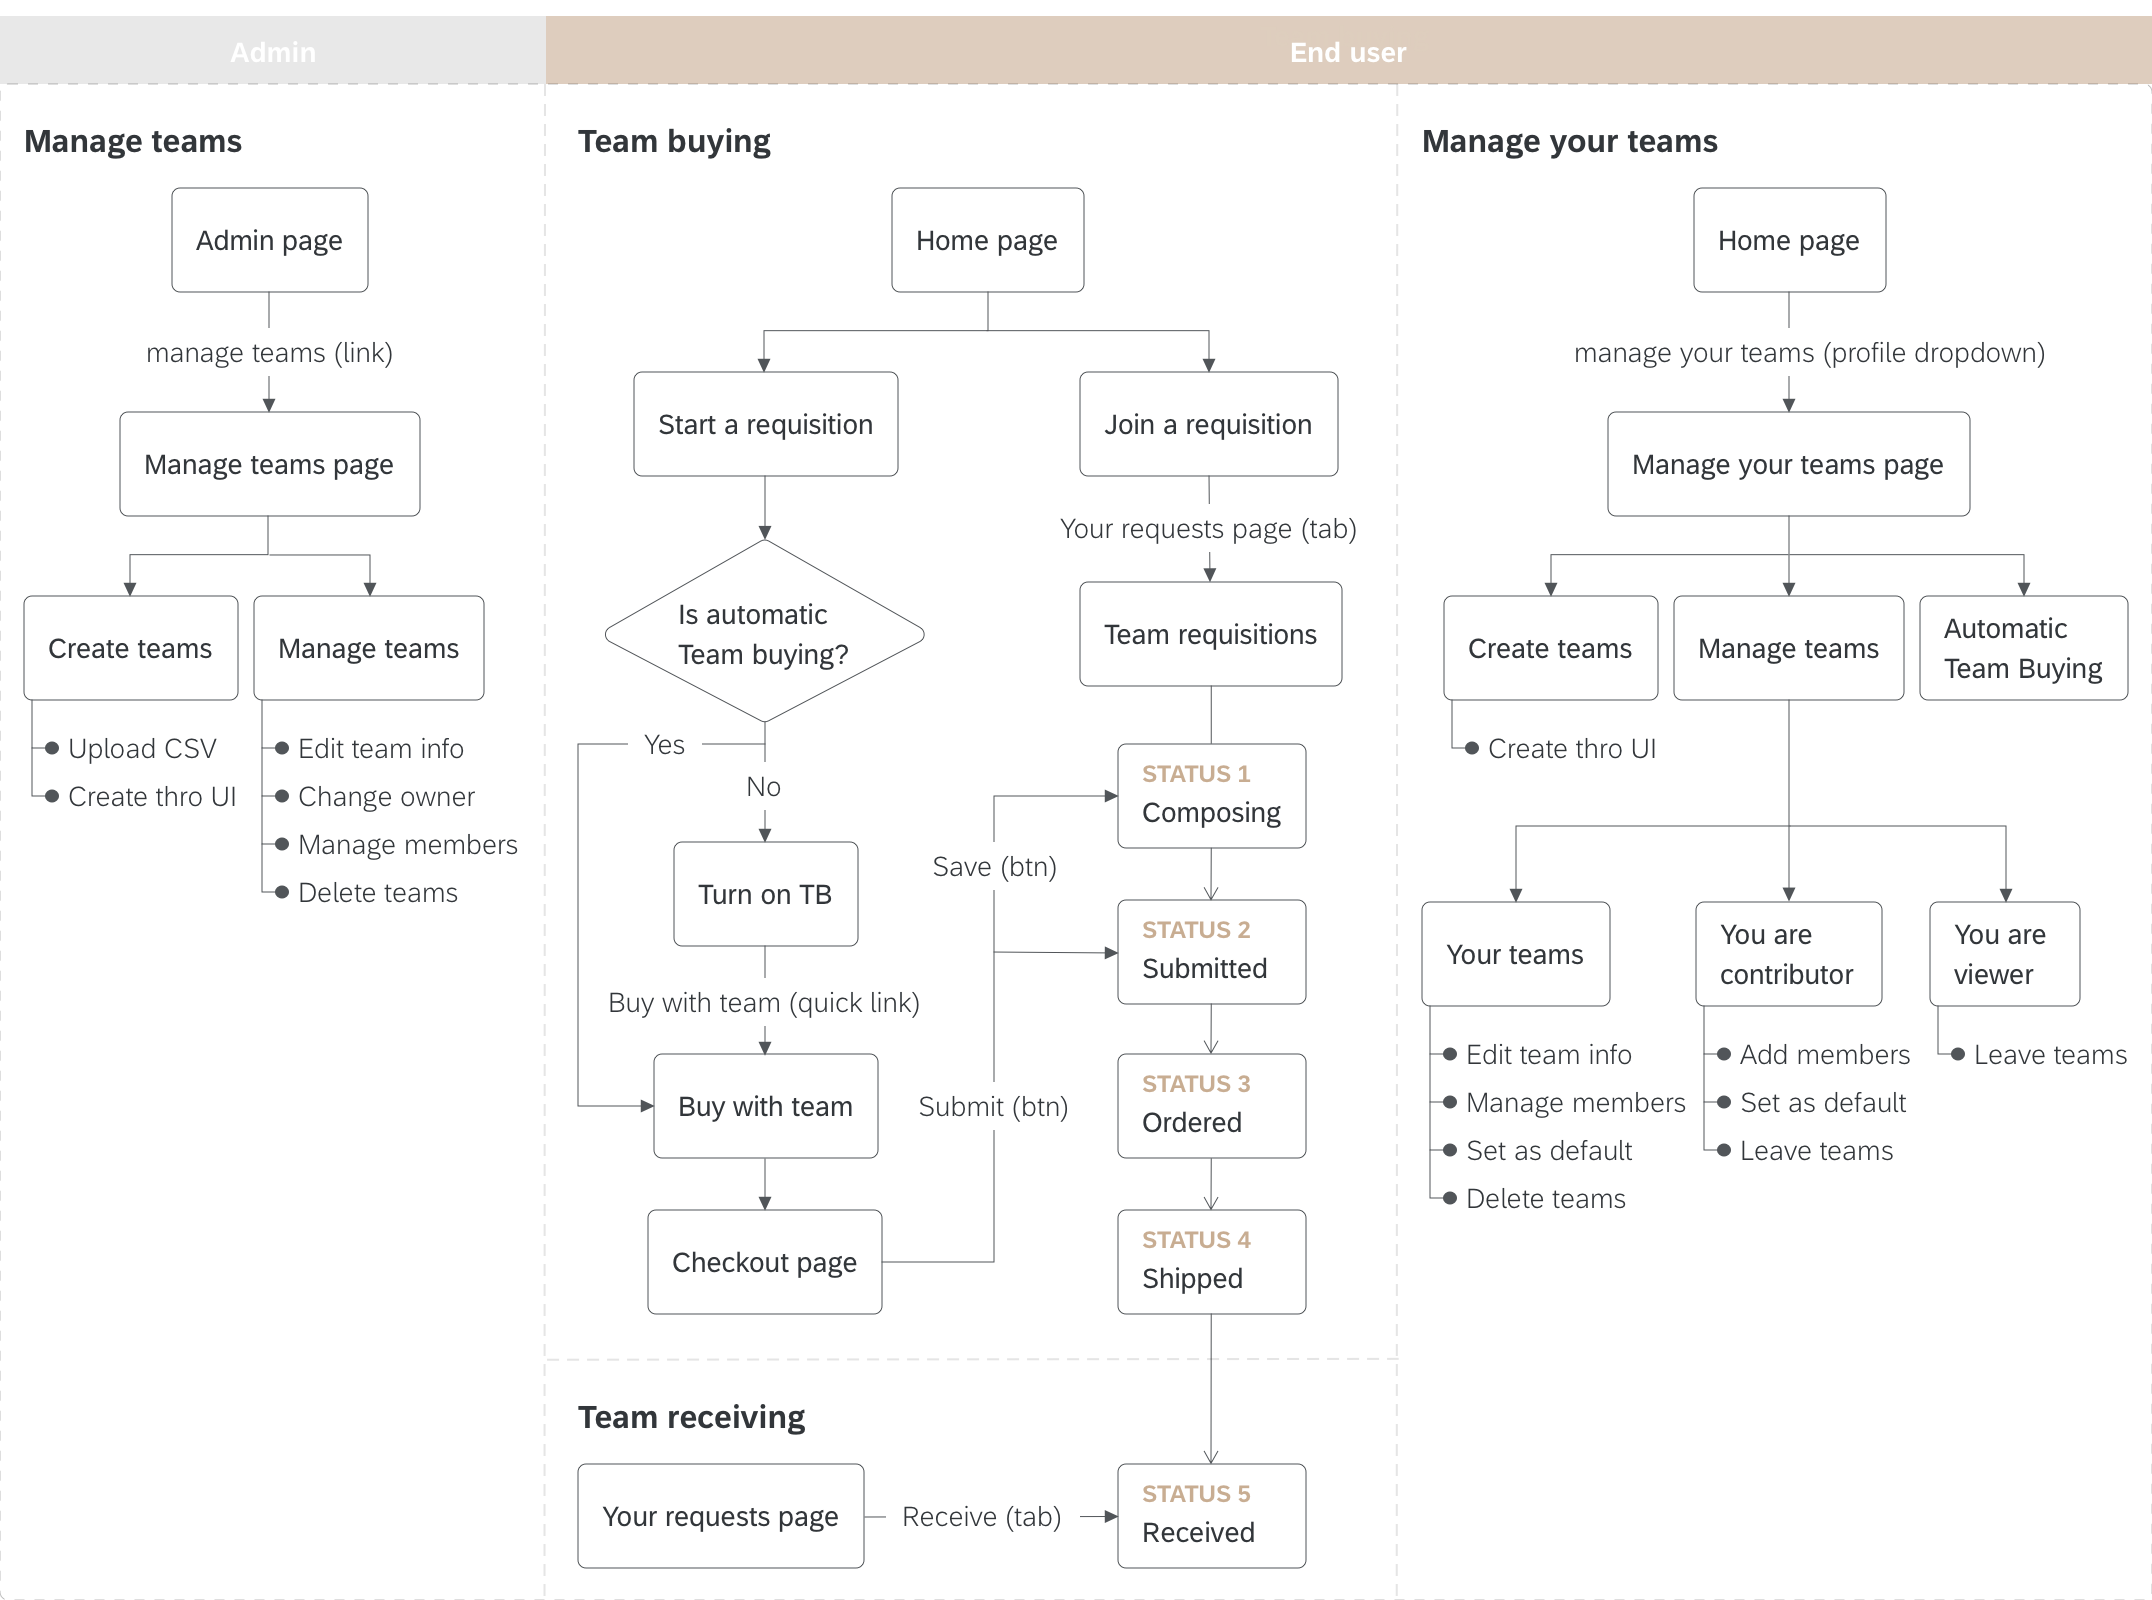 Admin
End user
Manage teams
Admin page
manage teams (link)
Manage teams page
Create teams
Upload CSV
Create thro UI
Manage teams
Edit team info
Change owner
Manage members
Delete teams
Team buying
Home page
Start a requisition
Is automatic
Team buying?
Yes
No
Turn on TB
Buy with team (quick link)
Buy with team
Checkout page
Save (btn)
Submit (btn)
Join a requisition
Your requests page (tab)
Team requisitions
STATUS 1
Composing
STATUS 2
Submitted
STATUS 3
Ordered
STATUS 4
Shipped
Team receiving
Your requests page
Receive (tab)
STATUS 5
Received
Manage your teams
Home page
manage your teams (profile dropdown)
Manage your teams page
Create teams
Create thro UI
Manage teams
Automatic
Team Buying
Your teams
Edit team info
Manage members
Set as default
Delete teams
You are
contributor
Add members
Set as default
Leave teams
You are
viewer
Leave teams